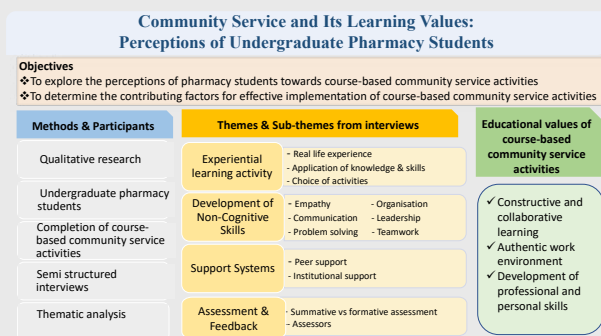 Community Service and Its Learning Values:
Perceptions of Undergraduate Pharmacy Students
Objectives
❖To explore the perceptions of pharmacy students towards course-based community service activities
❖To determine the contributing factors for effective implementation of course-based community service activities
Methods & Participants
Qualitative research
Undergraduate pharmacy
students
Completion of course-
based community service
activities
Semi structured
interviews
Thematic analysis
Themes & Sub-themes from interviews
Experiential
learning activity
- Real life experience
- Application of knowledge & skills
- Choice of activities
Development of
Non-Cognitive
Skills
- Empathy
- Communication
- Problem solving
- Organisation
- Leadership
- Teamwork
Support Systems
- Peer support
- Institutional support
Assessment &
Feedback
- Summative vs formative assessment
- Assessors
Educational values of
course-based
community service
activities
✓ Constructive and
collaborative
learning
✓ Authentic work
environment
✓ Development of
professional and
personal skills